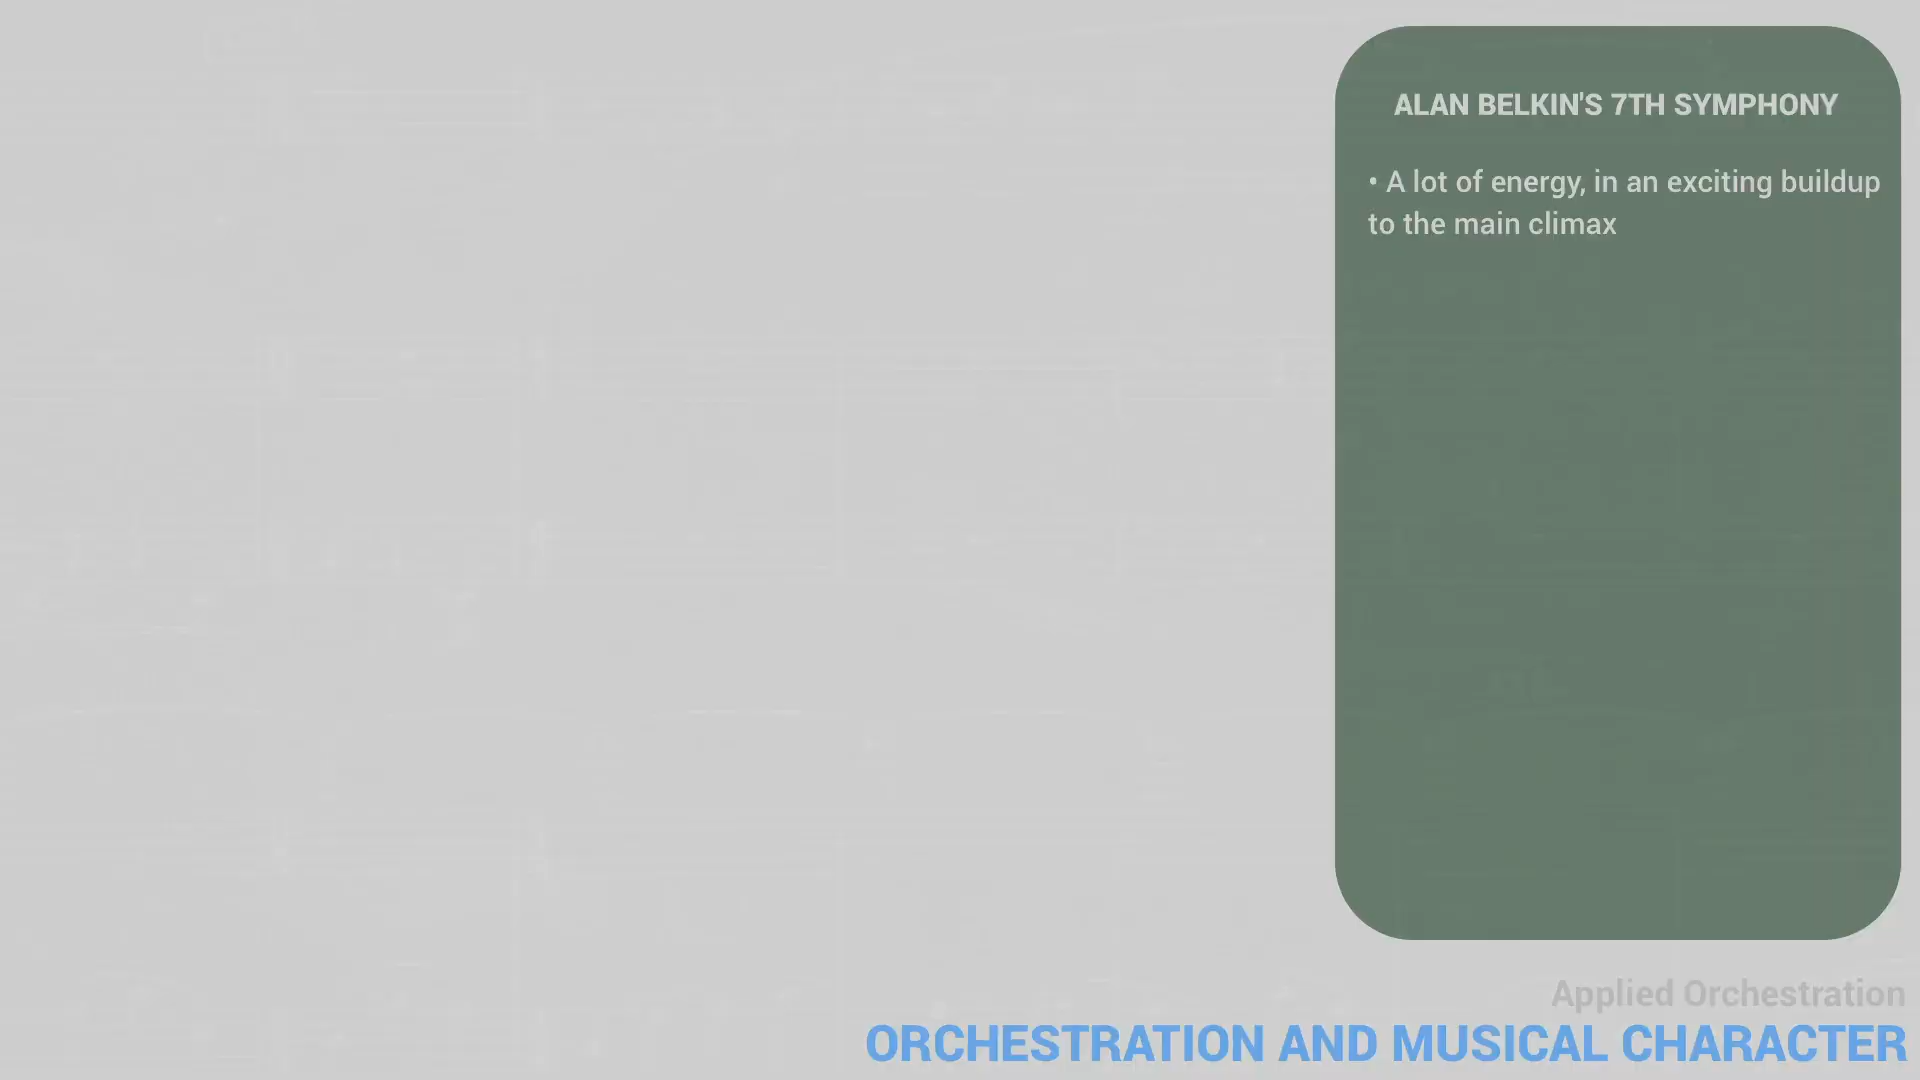 ALAN BELKIN'S 7TH SYMPHONY
• A lot of energy, in an exciting buildup
to the main climax
Applied Orchestration
ORCHESTRATION AND MUSICAL CHARACTER